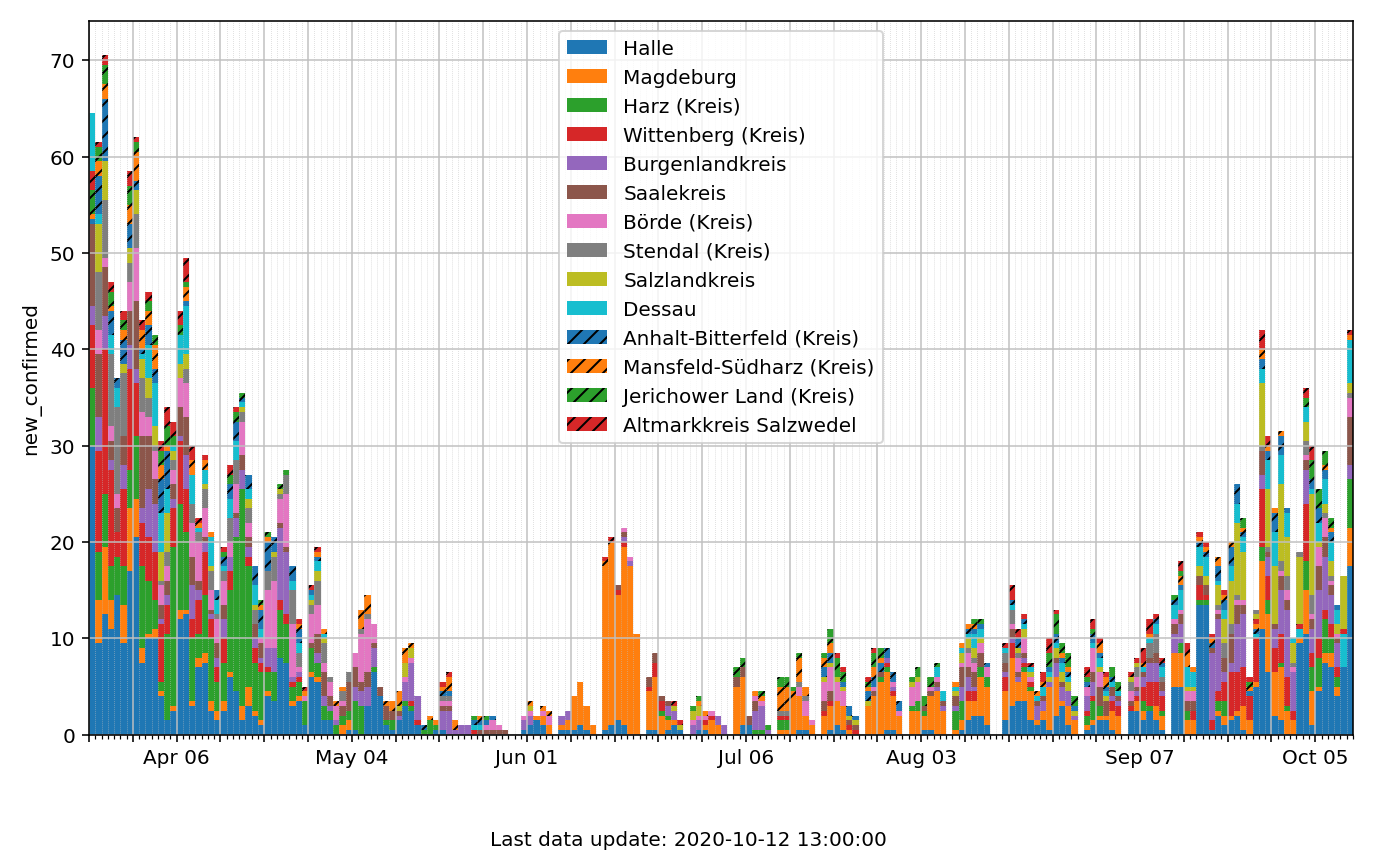 70
60
50
40
30
20
10
0
new_confirmed
Halle
Magdeburg
Harz (Kreis)
Wittenberg (Kreis)
Burgenlandkreis
Saalekreis
Börde (Kreis)
Stendal (Kreis)
Salzlandkreis
Dessau
Anhalt-Bitterfeld (Kreis)
Mansfeld-Südharz (Kreis)
Jerichower Land (Kreis)
Altmarkkreis Salzwedel
Apr 06 May 04 Jun 01 Jul 06 Aug 03 Sep 07 Oct 05
Last data update: 2020-10-12 13:00:00